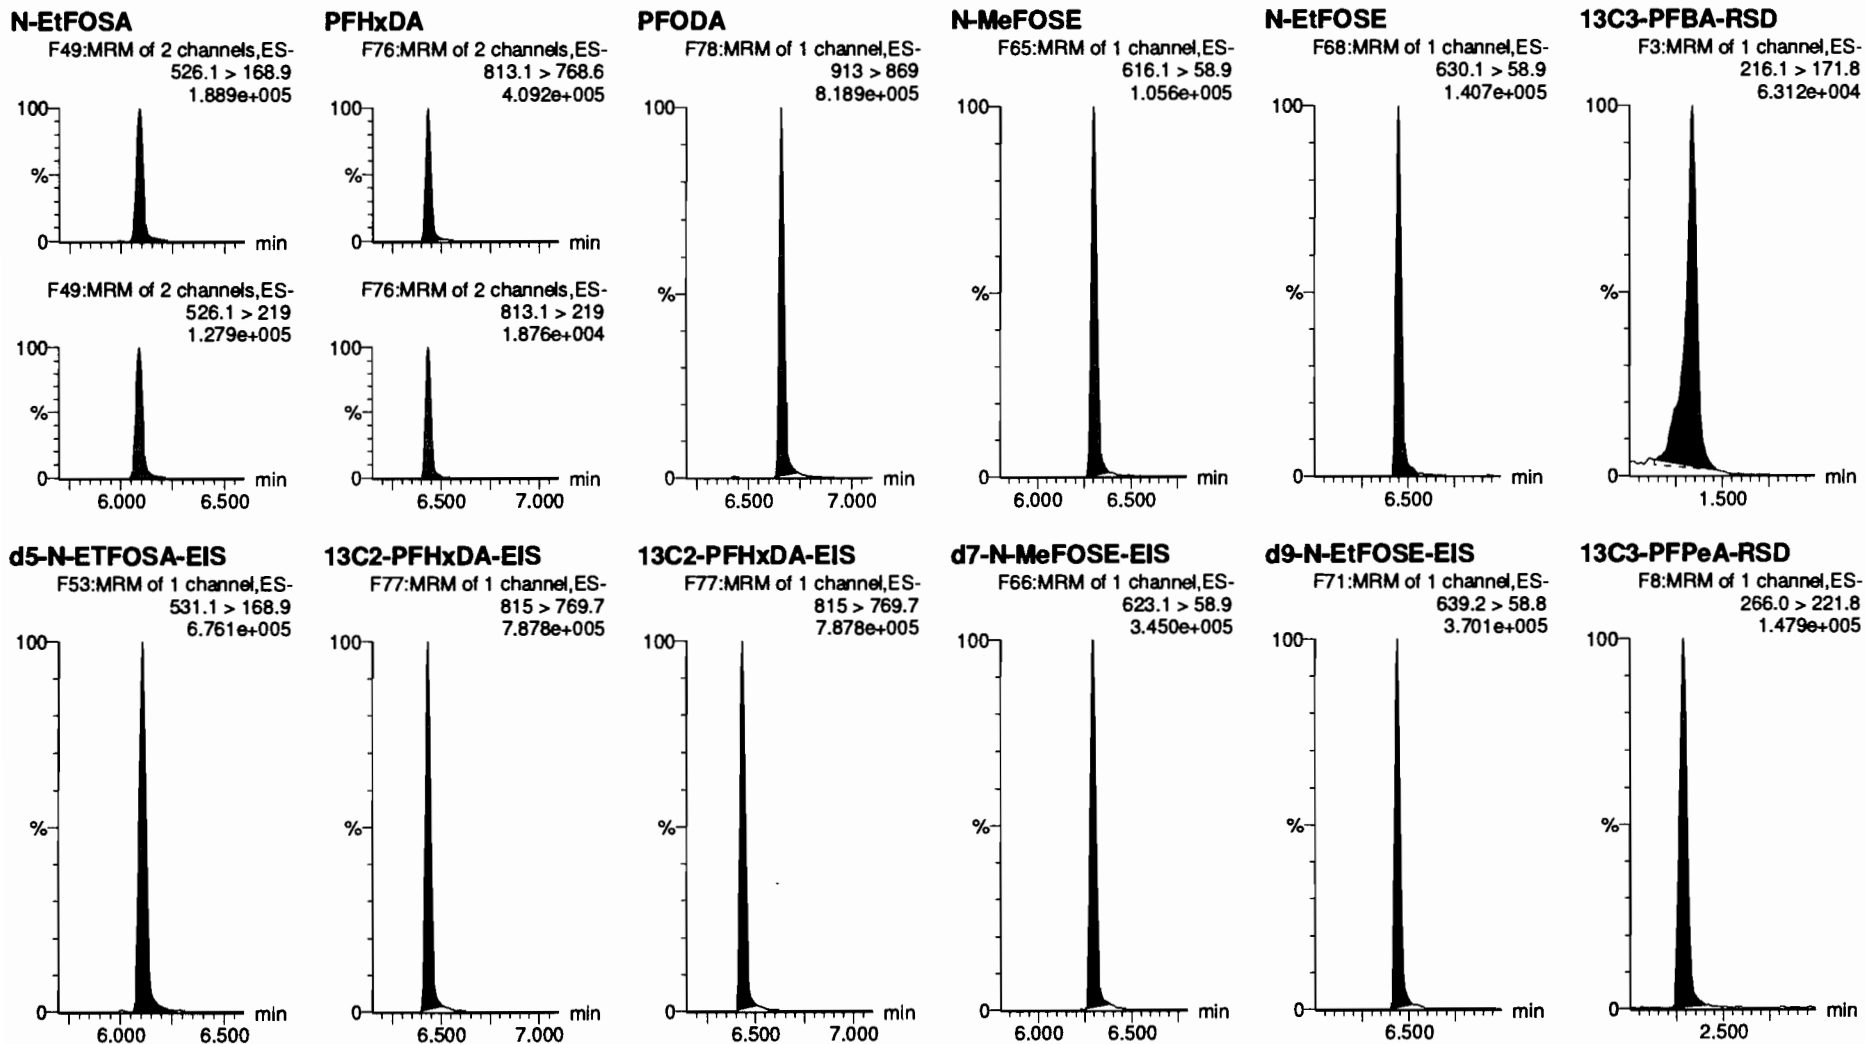 N-EtFOSA
F49:MRM of 2 channels,ES-
526.1 > 168.9
1.889e+005
100
%
0
min
F49:MRM of 2 channels,ES-
526.1 > 219
1.279e+005
100
%
0
min
6.000 6.500
PFHxDA
F76:MRM of 2 channels,ES-
813.1 > 768.6
4.092e+005
100
%
0
min
F76:MRM of 2 channels,ES-
813.1 > 219
1.876e+004
100
%
0
min
6.500 7.000
PFODA
F78:MRM of 1 channel,ES-
913 > 869
8.189e+005
100
%
0
min
6.500 7.000
N-MeFOSE
F65:MRM of 1 channel,ES-
616.1 > 58.9
1.056e+005
100
%
0
min
6.000 6.500
N-EtFOSE
F68:MRM of 1 channel,ES-
630.1 > 58.9
1.407e+005
100
%
0
min
6.500
13C3-PFBA-RSD
F3:MRM of 1 channel,ES-
216.1 > 171.8
6.312e+004
100
%
0
min
1.500
d5-N-ETFOSA-EIS
F53:MRM of 1 channel,ES-
531.1 > 168.9
6.761e+005
100
%
0
min
6.000 6.500
13C2-PFHxDA-EIS
F77:MRM of 1 channel,ES-
815 > 769.7
7.878e+005
100
%
0
min
6.500 7.000
13C2-PFHxDA-EIS
F77:MRM of 1 channel,ES-
815 > 769.7
7.878e+005
100
%
0
min
6.500 7.000
d7-N-MeFOSE-EIS
F66:MRM of 1 channel,ES-
623.1 > 58.9
3.450e+005
100
%
0
min
6.000 6.500
d9-N-EtFOSE-EIS
F71:MRM of 1 channel,ES-
639.2 > 58.8
3.701e+005
100
%
0
min
6.500
13C3-PFPeA-RSD
F8:MRM of 1 channel,ES-
266.0 > 221.8
1.479e+005
100
%
0
min
2.500